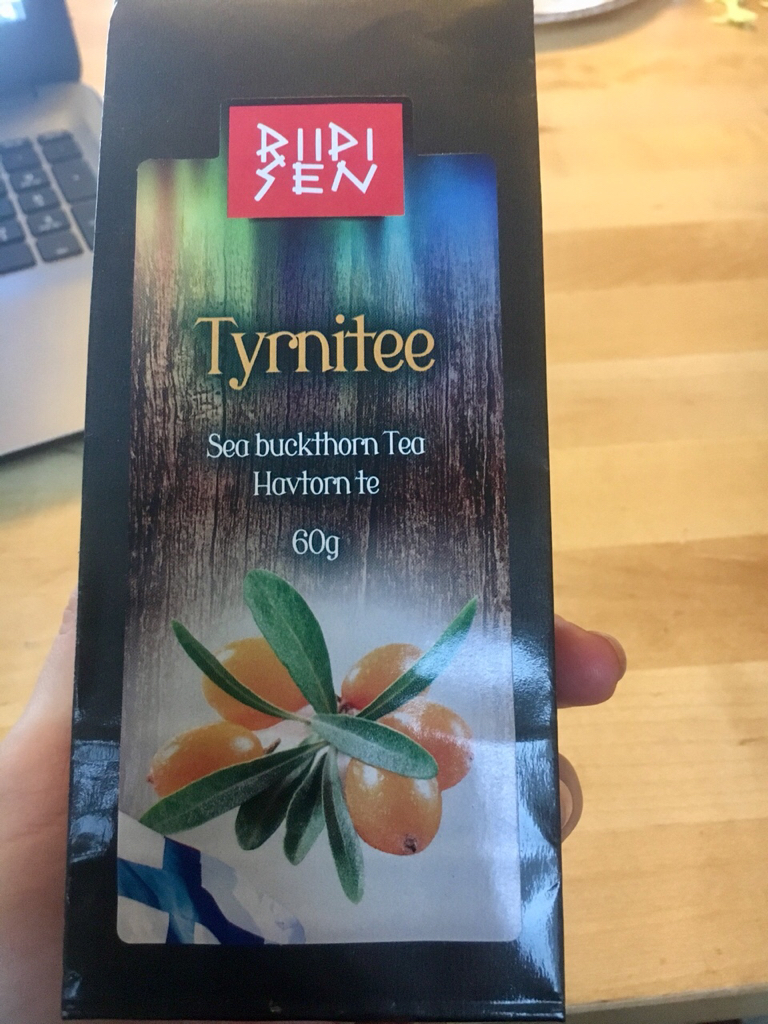 RIIPI
SEN
Tyrnitee
Sea buckthorn Tea
Havtorn te
60g